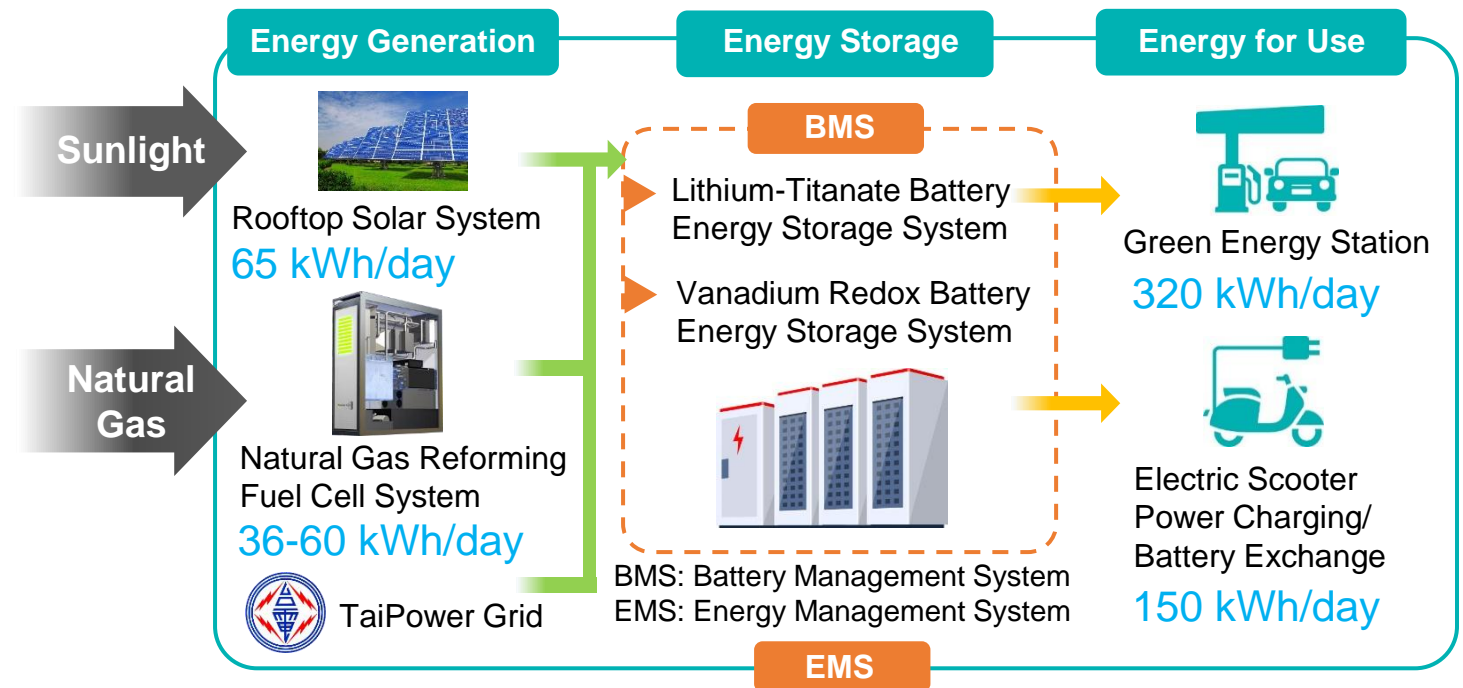 Energy Generation
Energy Storage
Energy for Use
Sunlight
Rooftop Solar System
65 kWh/day
Natural
Gas
Natural Gas Reforming
Fuel Cell System
36-60 kWh/day
台電
TaiPower Grid
BMS
Lithium-Titanate Battery
Energy Storage System
Vanadium Redox Battery
Energy Storage System
BMS: Battery Management System
EMS: Energy Management System
Green Energy Station
320 kWh/day
Electric Scooter
Power Charging/
Battery Exchange
150 kWh/day
EMS